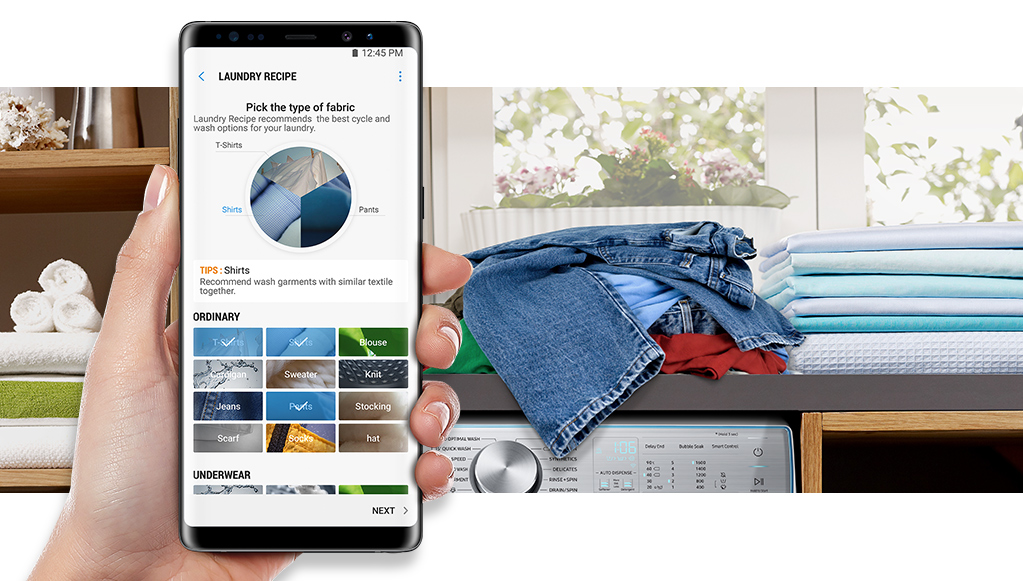 12:45 PM
LAUNDRY RECIPE
Pick the type of fabric
Laundry Recipe recommends the best cycle and
wash options for your laundry.
T-Shirts
Shirts
Pants
TIPS : Shirts
Recommend wash garments with similar textile
together.
ORDINARY
T-Shirts Shirts Blouse
Cardigan Sweater Knit
Jeans Pants Stocking
Scarf Socks hat
UNDERWEAR
NEXT
OPTIMAL WASH
QUICK WASH
SPEED
SYNTHETICS
DELICATES
RINSE+SPIN
DRAIN/SPIN
AUTO DISPENSE
Delay End Bubble Soak Smart Control